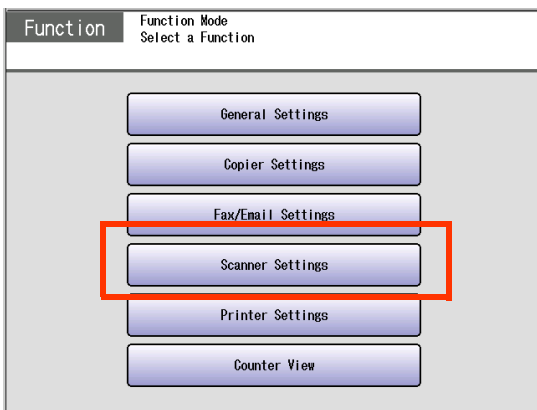 Function
Function Mode
Select a Function
General Settings
Copier Settings
Fax/Email Settings
Scanner Settings
Printer Settings
Counter View